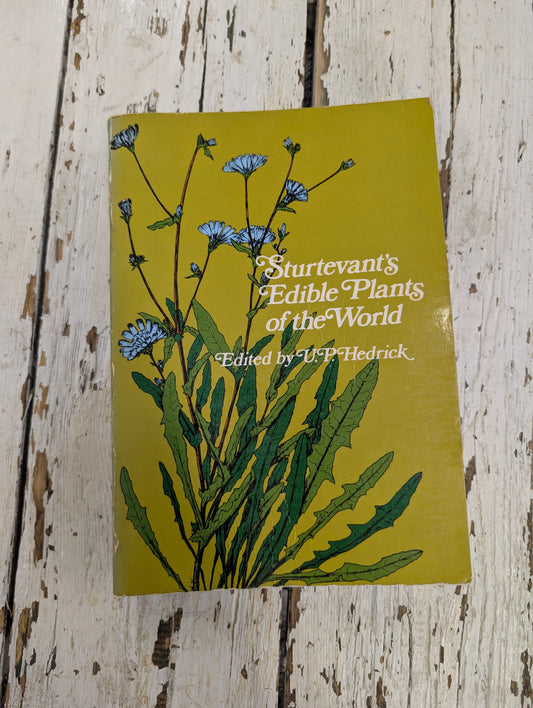 Sturtevant's
Edible Plants
of the World
Edited by U.P. Hedrick